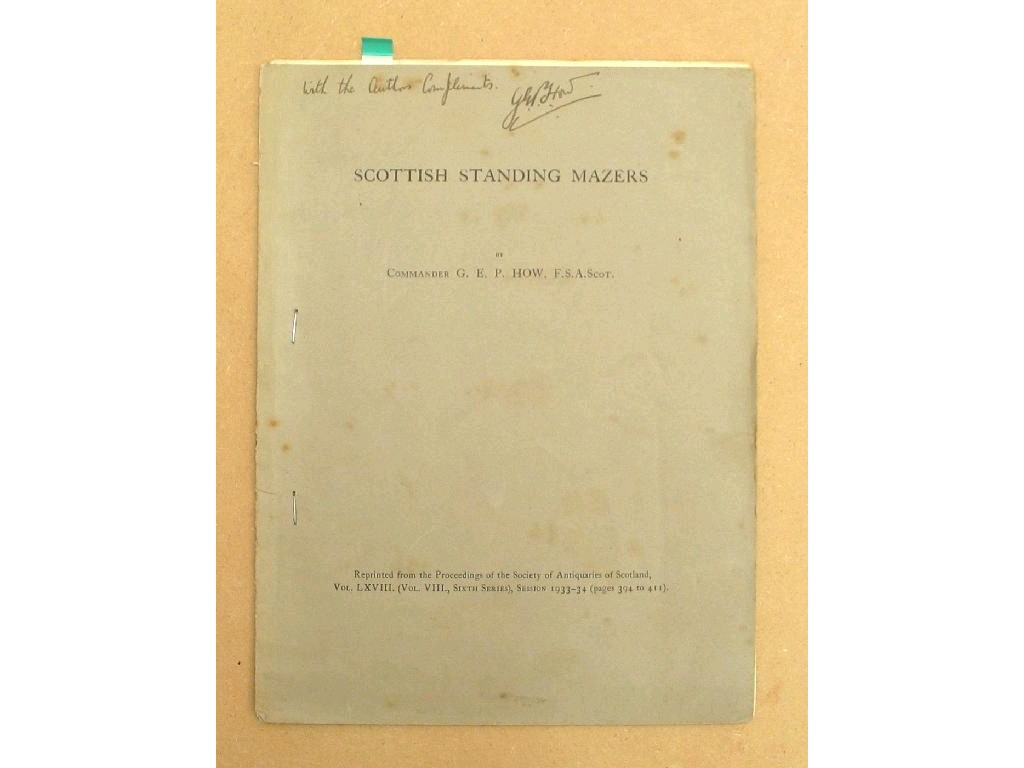 With the Authors Compliments.
G.E.P. How.
SCOTTISH STANDING MAZERS
BY
COMMANDER G. E. P. HOW, F.S.A.SCOT.
Reprinted from the Proceedings of the Society of Antiquaries of Scotland,
VOL. LXVIII. (VOL. VIII., SIXTH SERIES), SESSION 1933-34 (pages 394 to 411).